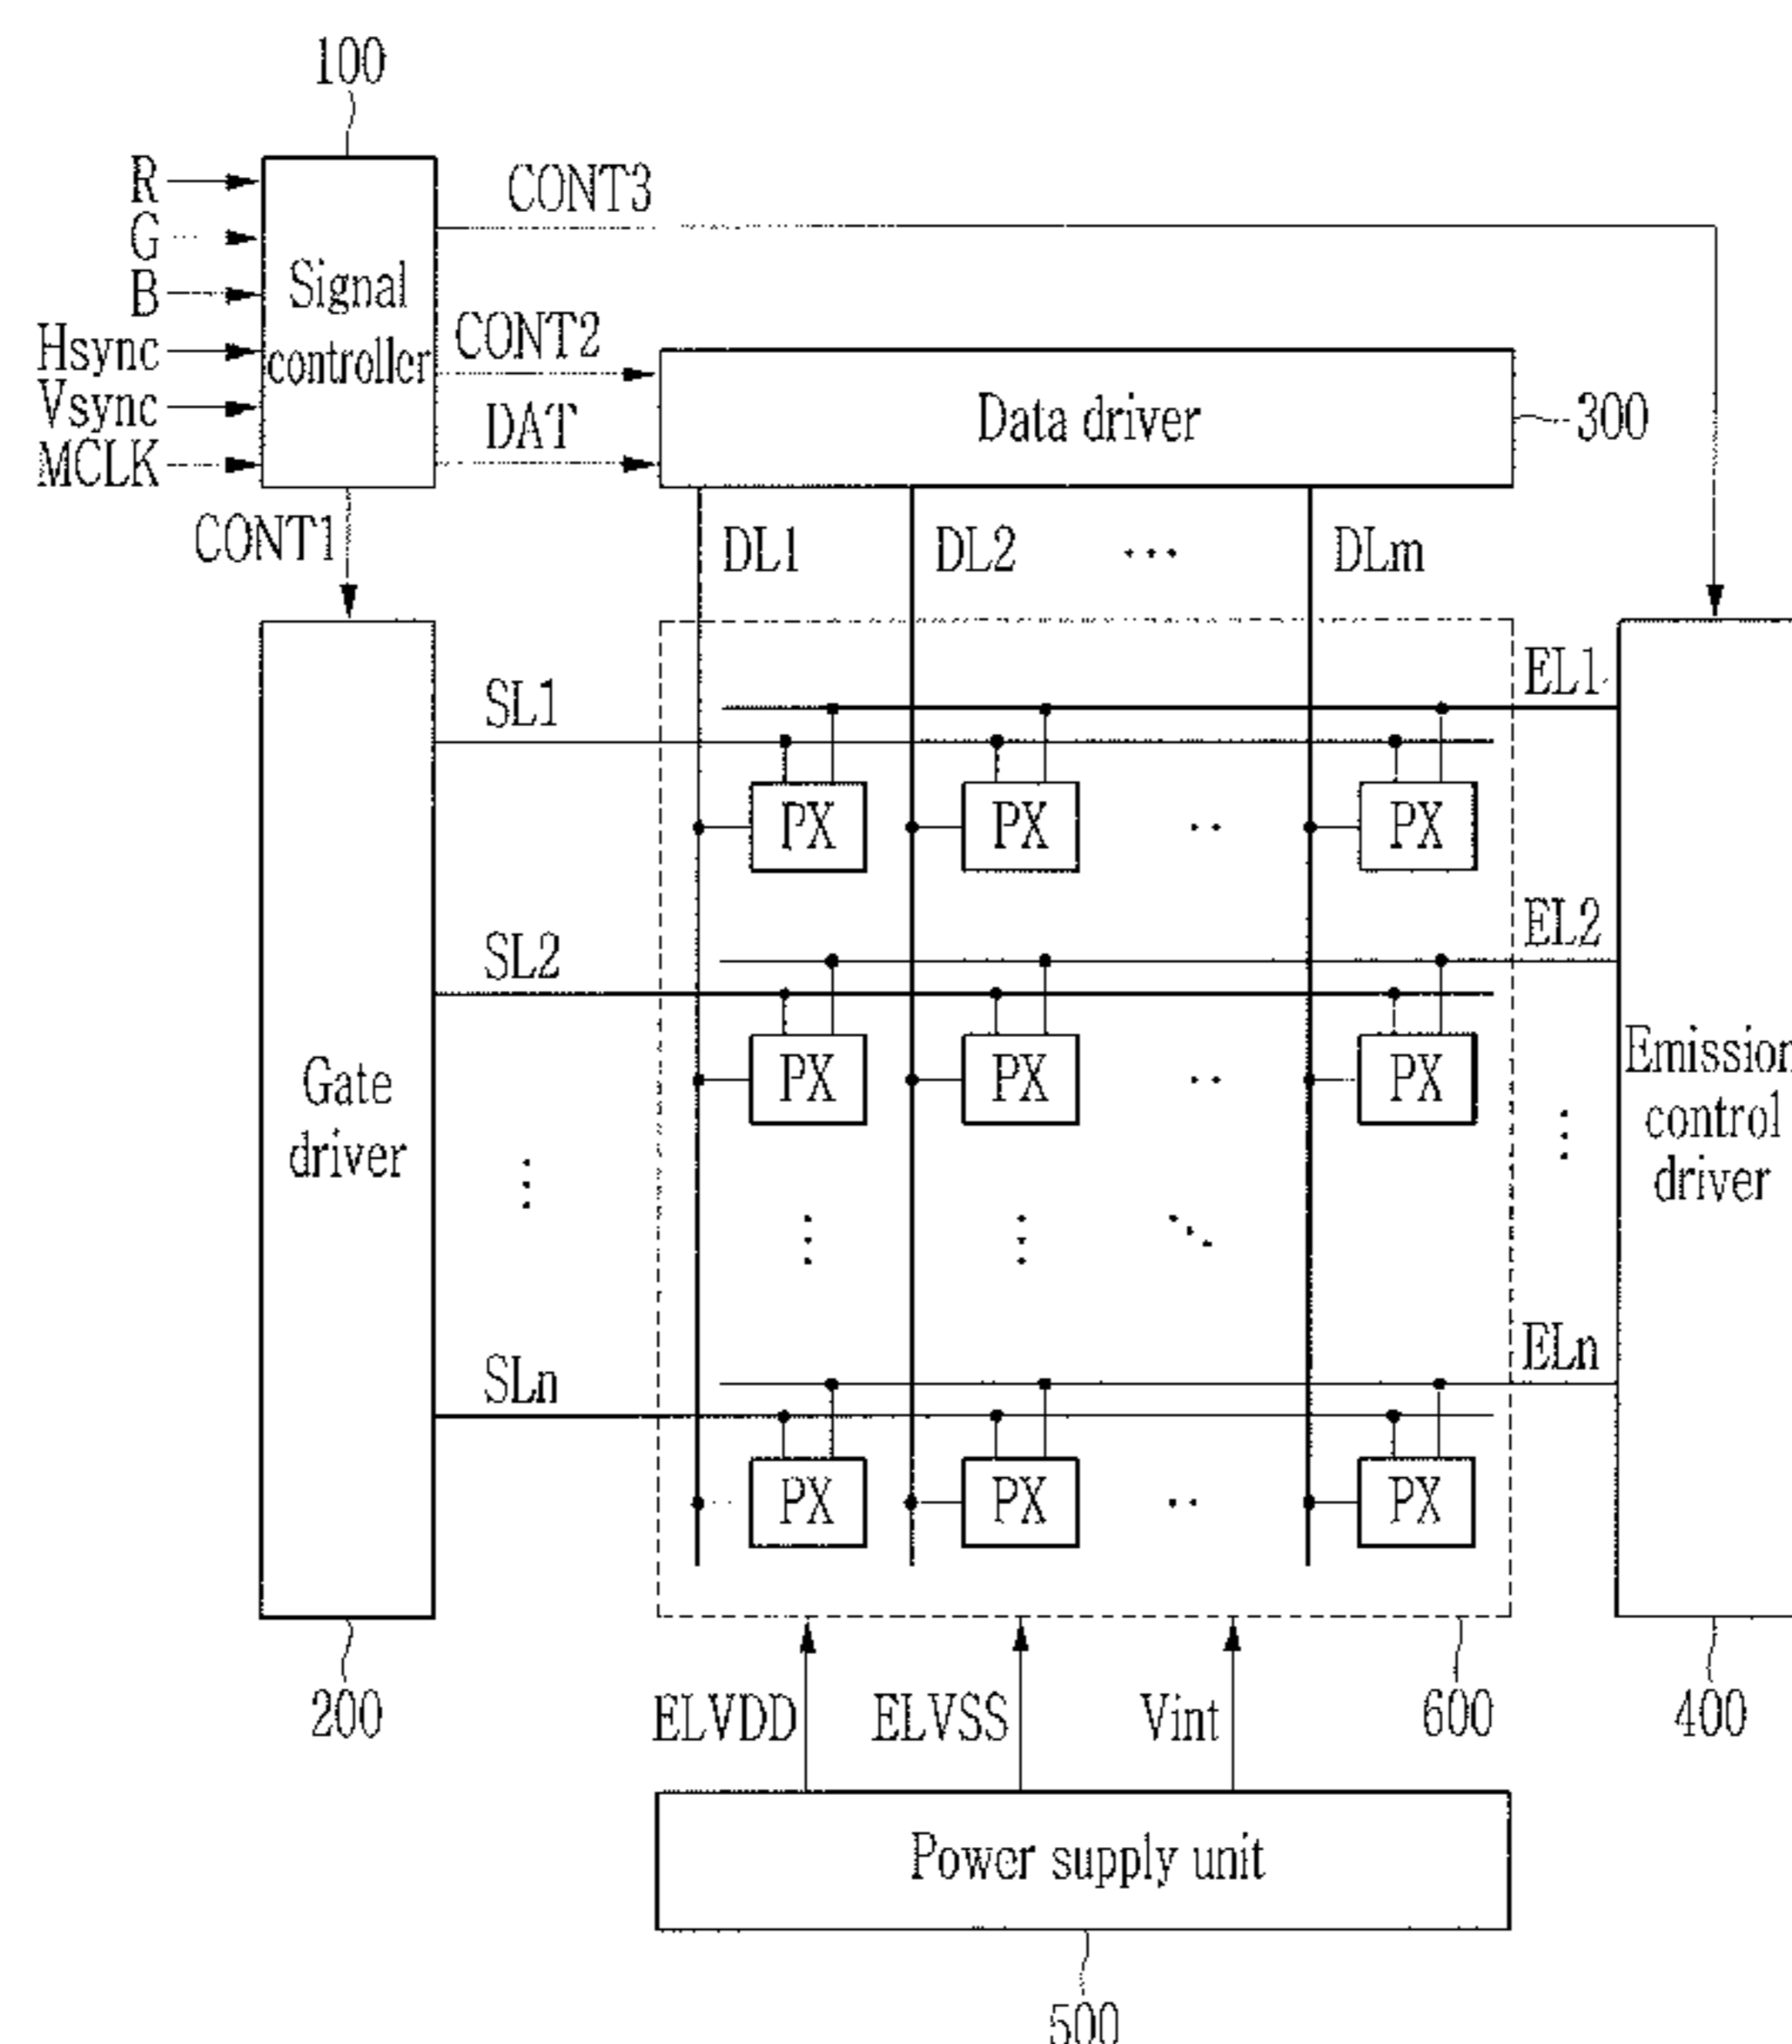 100
R
G
B
Hsync
Vsync
MCLK
Signal
controller
CONT3
CONT2
DAT
CONT1
Data driver
300
DL1
DL2
...
DLm
SL1
EL1
PX
PX
PX
SL2
EL2
PX
PX
PX
Gate
driver
Emission
control
driver
SLn
ELn
PX
PX
PX
200
ELVDD
ELVSS
Vint
600
400
Power supply unit
500